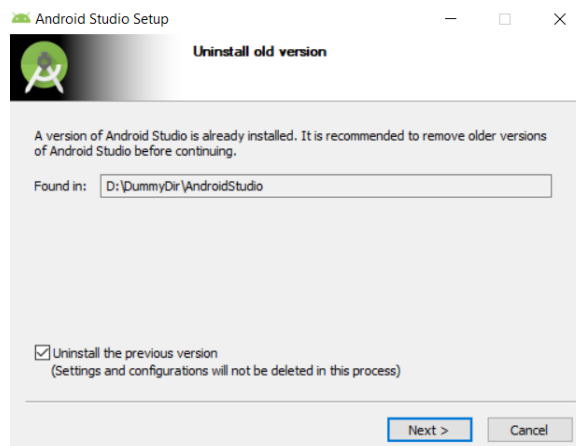 Android Studio Setup
Uninstall old version
A version of Android Studio is already installed. It is recommended to remove older versions
of Android Studio before continuing.
Found in: D:\DummyDir\AndroidStudio
Uninstall the previous version
(Settings and configurations will not be deleted in this process)
Next > Cancel